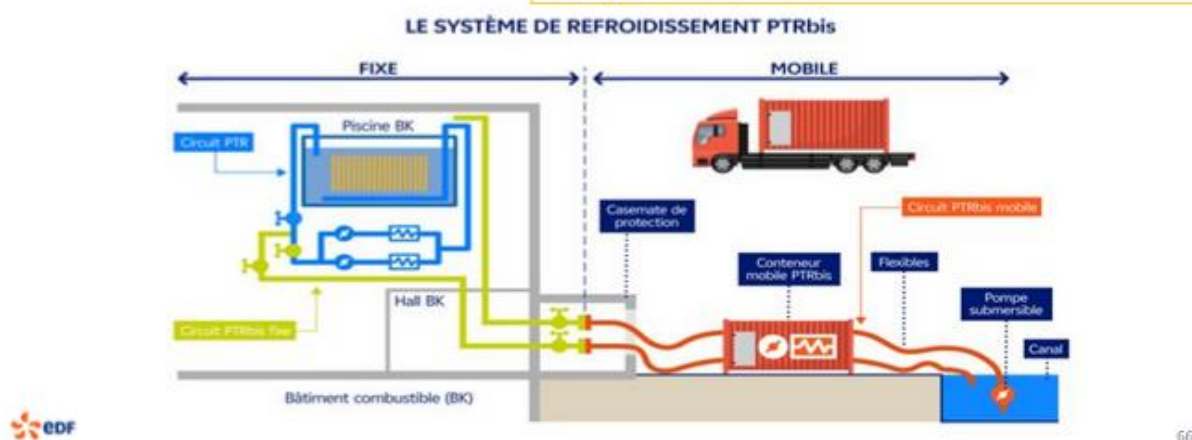 LE SYSTÈME DE REFROIDISSEMENT PTRbis
FIXE
MOBILE
Piscine BK
Circuit PTR
Casemate de
protection
Circuit PTRbis mobile
Conteneur
mobile PTRbis
Flexibles
Hall BK
Pompe
submersible
Circuit PTRbis fixe
Canal
Bâtiment combustible (BK)
eDF
66